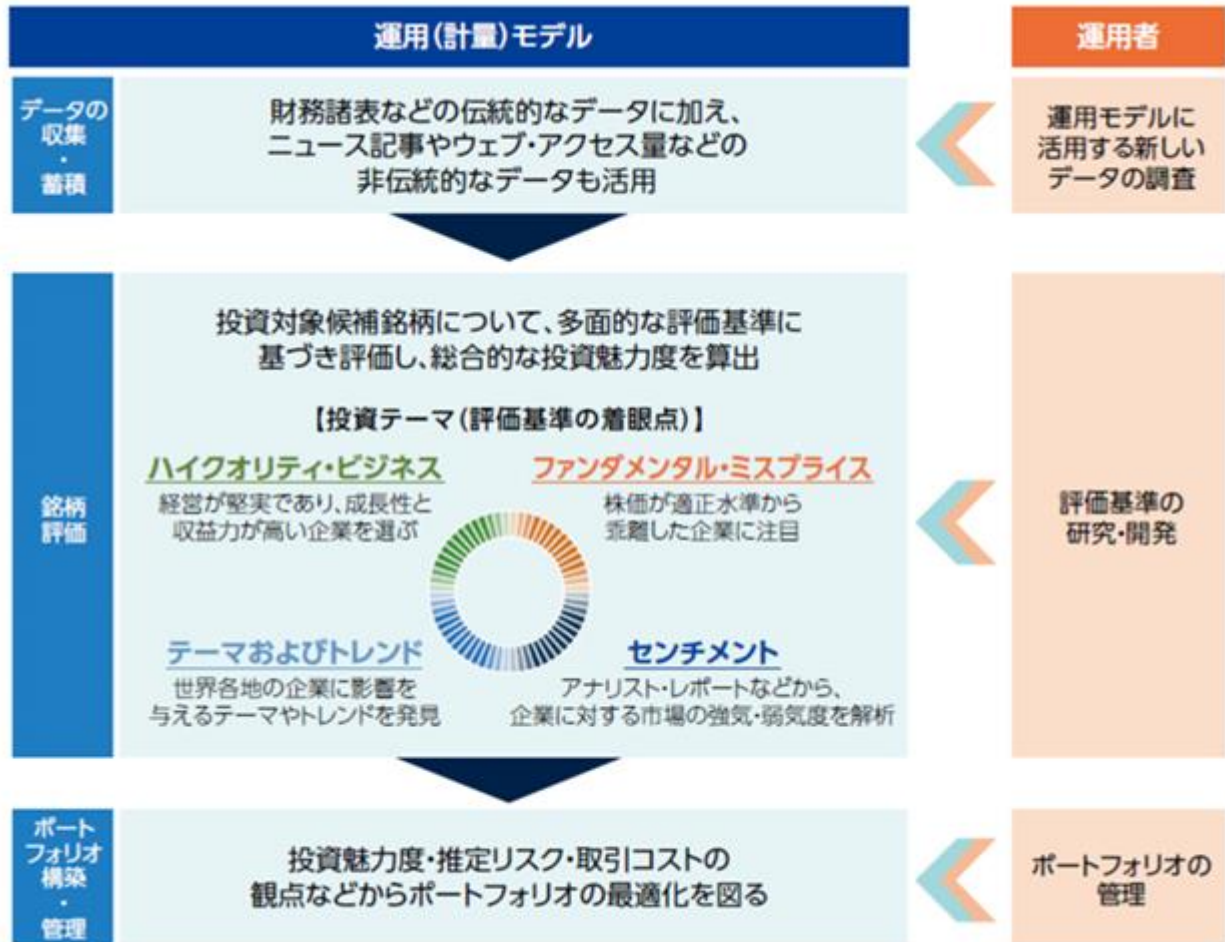 運用(計量)モデル
運用者
データの
収集
・
蓄積
財務諸表などの伝統的なデータに加え、
ニュース記事やウェブ・アクセス量などの
非伝統的なデータも活用
運用モデルに
活用する新しい
データの調査
銘柄
評価
投資対象候補銘柄について、多面的な評価基準に
基づき評価し、総合的な投資魅力度を算出
【投資テーマ(評価基準の着眼点)】
ハイクオリティ・ビジネス
経営が堅実であり、成長性と
収益力が高い企業を選ぶ
ファンダメンタル・ミスプライス
株価が適正水準から
乖離した企業に注目
テーマおよびトレンド
世界各地の企業に影響を
与えるテーマやトレンドを発見
センチメント
アナリスト・レポートなどから、
企業に対する市場の強気・弱気度を解析
評価基準の
研究・開発
ポート
フォリオ
構築
・
管理
投資魅力度・推定リスク・取引コストの
観点などからポートフォリオの最適化を図る
ポートフォリオの
管理